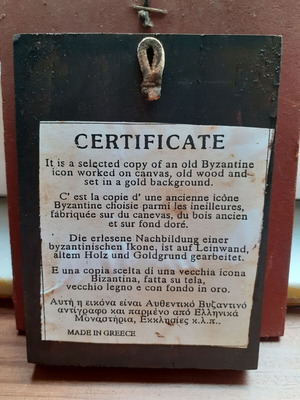 CERTIFICATE
It is a selected copy of an old Byzantine
icon worked on canvas, old wood and
set in a gold background.
C' est la copie d' une ancienne icône
Byzantine choisie parmi les ineilleures,
fábriquée sur du canevas, du bois ancien
et sur fond doré.
Die erlesene Nachbildung einer
byzantinischen Ikone, ist auf Leinwand,
altem Holz und Goldgrund gearbeitet.
E una copia scelta di una vecchia icona
Bizantina, fatta su tela,
vecchio legno e con fondo in oro.
Αυτή η εικόνα είναι Αυθεντικό Βυζαντινό
αντίγραφο και παρμένο από Ελληνικά
Μοναστήρια, Εκκλησίες κ.λ.π..
MADE IN GREECE